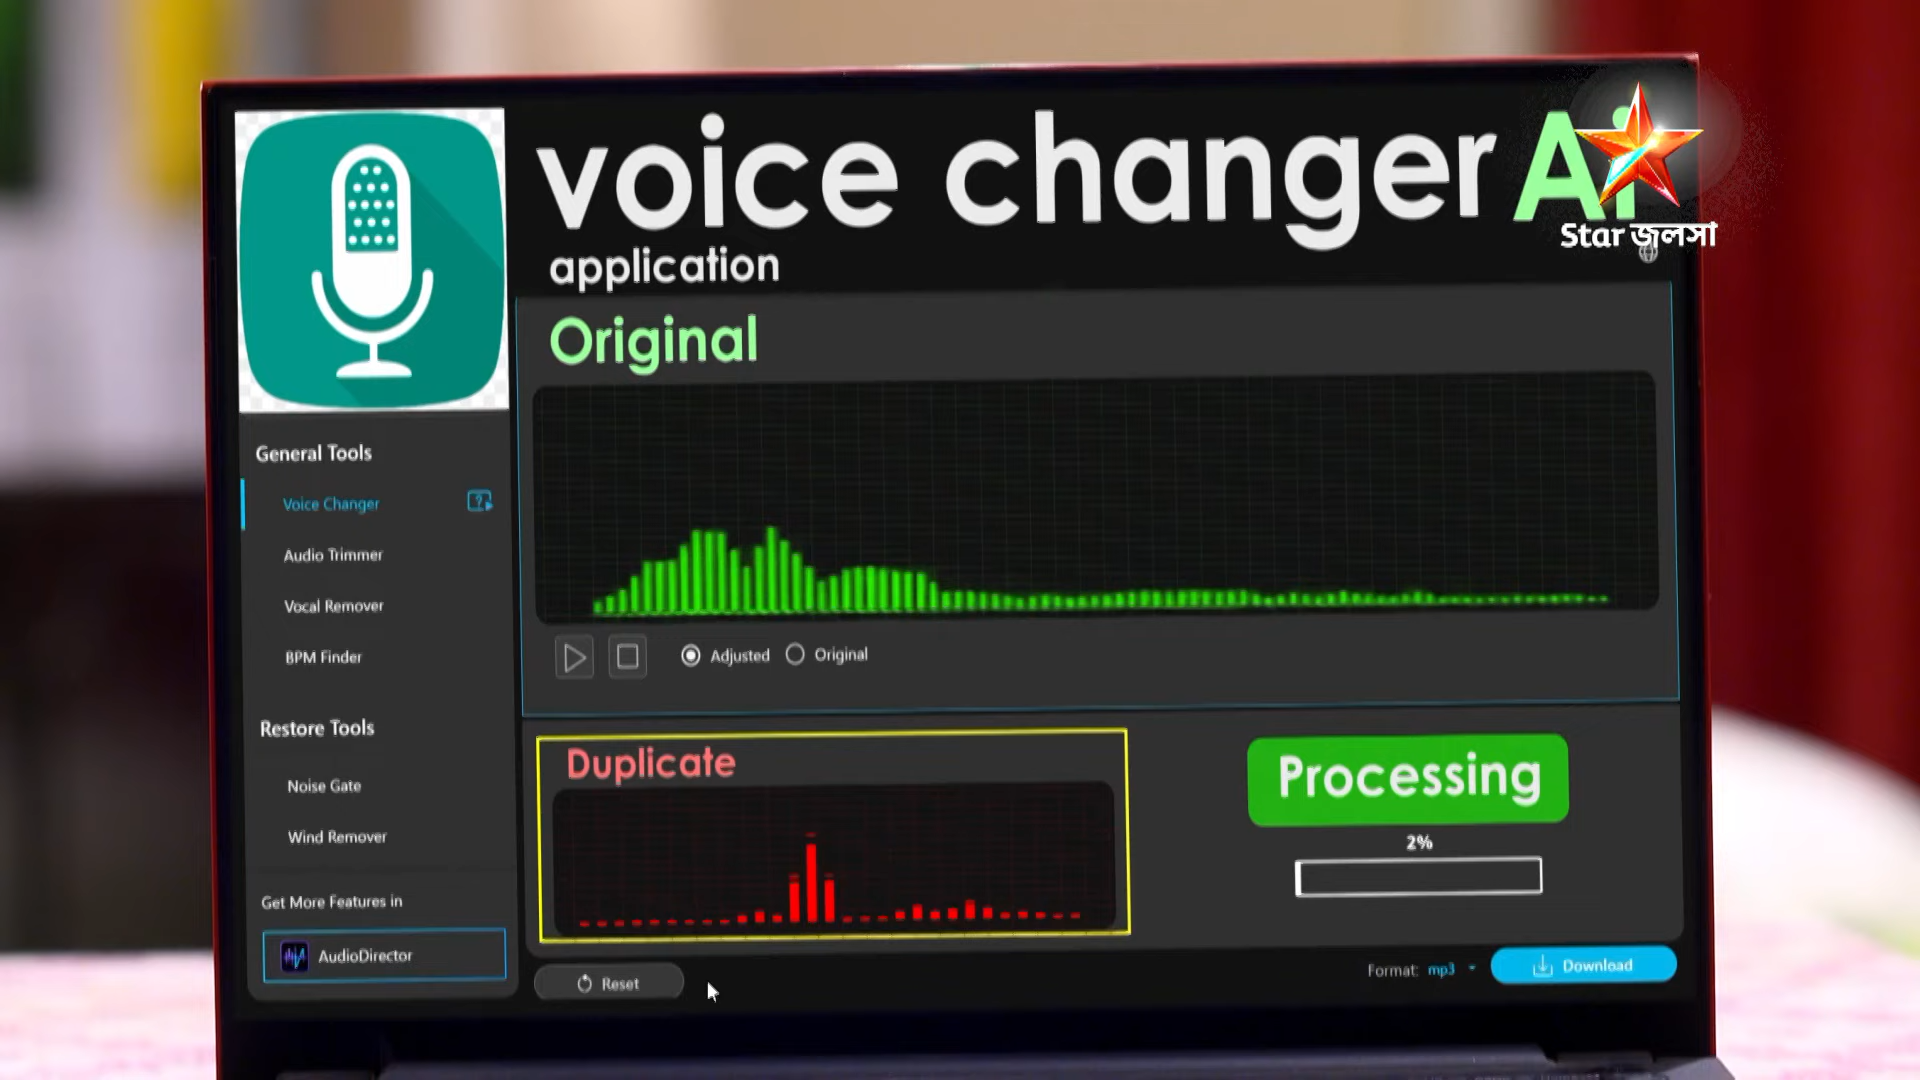 voice changer Ai
Star জলসা
application
Original
General Tools
Voice Changer
Audio Trimmer
Vocal Remover
BPM Finder
Adjusted
Original
Restore Tools
Noise Gate
Wind Remover
Duplicate
Processing
2%
Get More Features in
AudioDirector
Reset
Format: mp3
Download